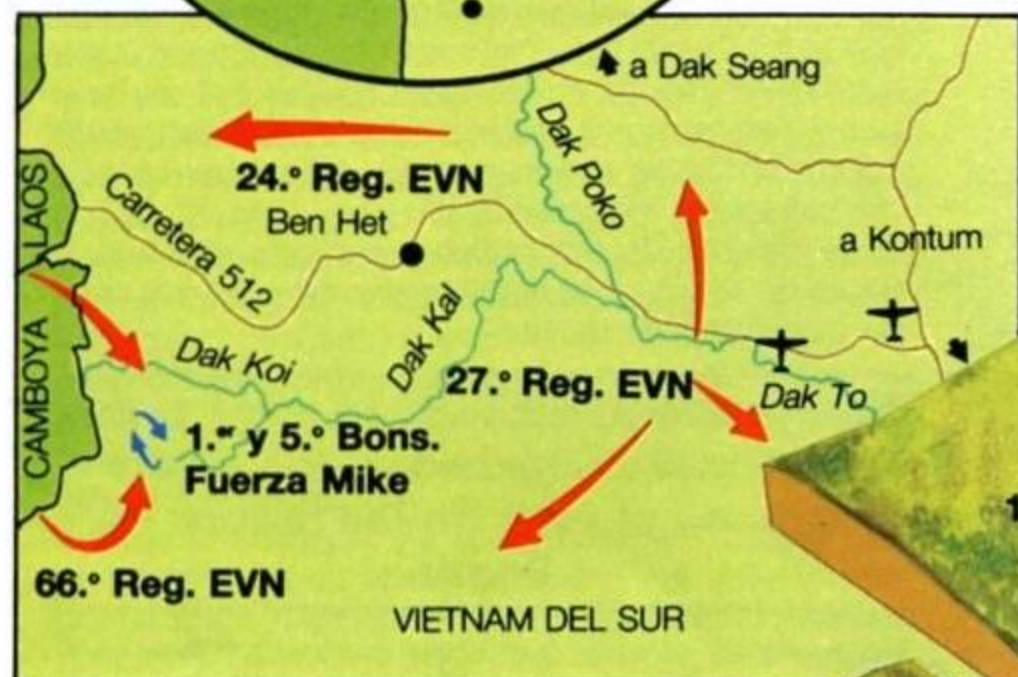 a Dak Seang
Dak Poko
24.° Reg. EVN
Ben Het
LAOS
Carretera 512
a Kontum
CAMBOYA
Dak Koi
Dak Kal
27.° Reg. EVN
Dak To
1.er y 5.° Bons.
Fuerza Mike
66.° Reg. EVN
VIETNAM DEL SUR